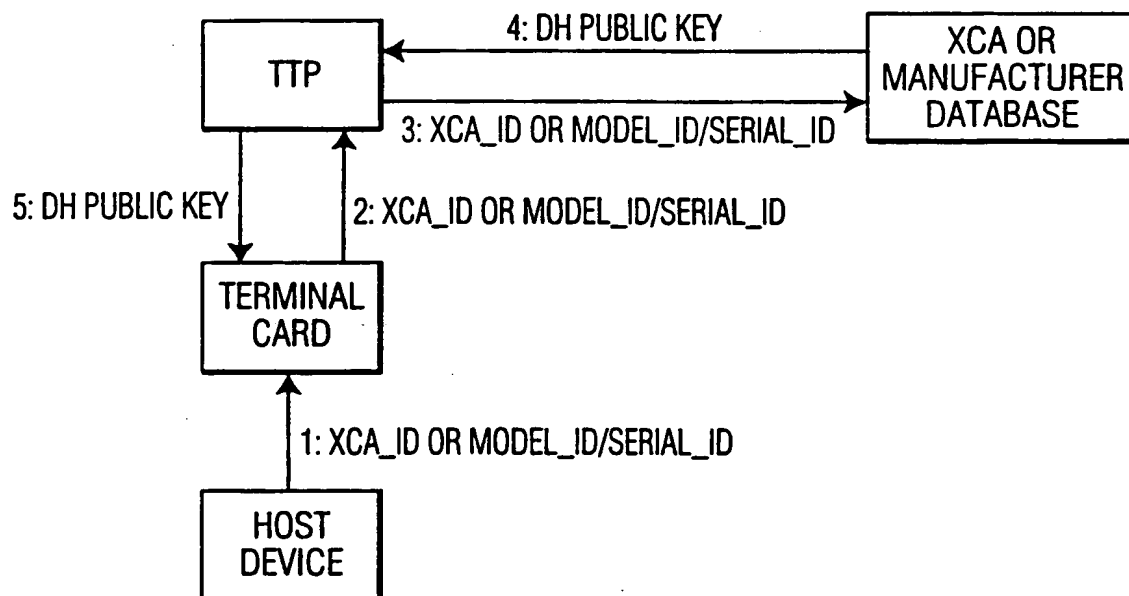 4: DH PUBLIC KEY
TTP
XCA OR
MANUFACTURER
DATABASE
3: XCA_ID OR MODEL_ID/SERIAL_ID
5: DH PUBLIC KEY
2: XCA_ID OR MODEL_ID/SERIAL_ID
TERMINAL
CARD
1: XCA_ID OR MODEL_ID/SERIAL_ID
HOST
DEVICE